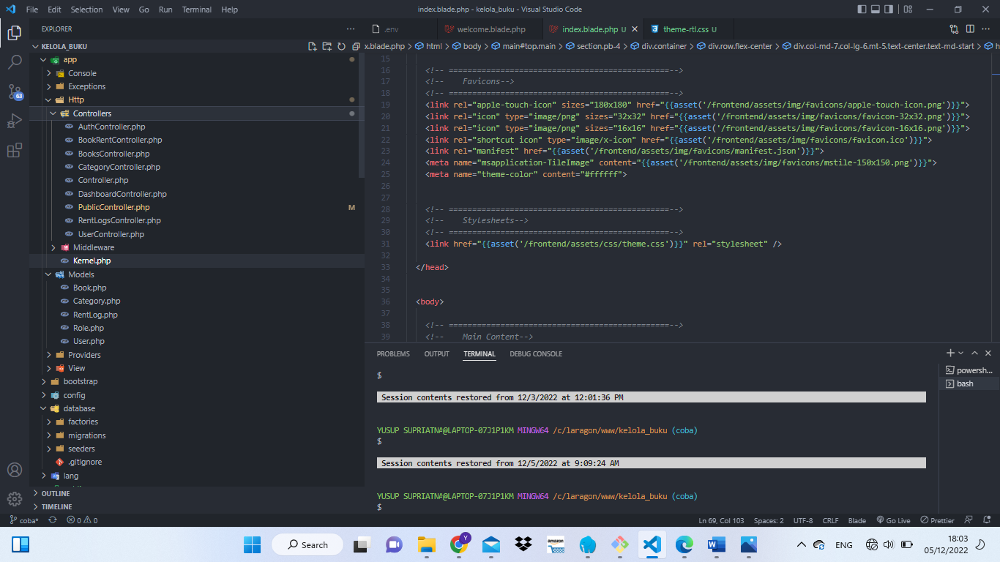 File Edit Selection View Go Run Terminal Help
index.blade.php - kelola_buku - Visual Studio Code
EXPLORER
KELOLA_BUKU
app
Console
Exceptions
Http
Controllers
AuthController.php
BookRentController.php
BooksController.php
CategoryController.php
Controller.php
DashboardController.php
PublicController.php M
RentLogsController.php
UserController.php
Middleware
Kernel.php
Models
Book.php
Category.php
RentLog.php
Role.php
User.php
Providers
View
bootstrap
config
database
factories
migrations
seeders
.gitignore
lang
OUTLINE
TIMELINE
63
.env welcome.blade.php index.blade.php U theme-rtl.css U
x.blade.php > html > body > main#top.main > section.pb-4 > div.container > div.row.flex-center > div.col-md-7.col-lg-6.mt-5.text-center.text-md-start > h
15
16 <!-- ===============================================-->
17 <!--    Favicons-->
18 <!-- ===============================================-->
19 <link rel="apple-touch-icon" sizes="180x180" href="{{asset('/frontend/assets/img/favicons/apple-touch-icon.png')}}">
20 <link rel="icon" type="image/png" sizes="32x32" href="{{asset('/frontend/assets/img/favicons/favicon-32x32.png')}}">
21 <link rel="icon" type="image/png" sizes="16x16" href="{{asset('/frontend/assets/img/favicons/favicon-16x16.png')}}">
22 <link rel="shortcut icon" type="image/x-icon" href="{{asset('/frontend/assets/img/favicons/favicon.ico')}}">
23 <link rel="manifest" href="{{asset('/frontend/assets/img/favicons/manifest.json')}}">
24 <meta name="msapplication-TileImage" content="{{asset('/frontend/assets/img/favicons/mstile-150x150.png')}}">
25 <meta name="theme-color" content="#ffffff">
26
27
28 <!-- ===============================================-->
29 <!--    Stylesheets-->
30 <!-- ===============================================-->
31 <link href="{{asset('/frontend/assets/css/theme.css')}}" rel="stylesheet" />
32
33 </head>
34
35
36 <body>
37
38 <!-- ===============================================-->
39 <!--    Main Content-->
PROBLEMS OUTPUT TERMINAL DEBUG CONSOLE
powersh...
bash
$
Session contents restored from 12/3/2022 at 12:01:36 PM
YUSUP SUPRIATNA@LAPTOP-07J1P1KM MINGW64 /c/laragon/www/kelola_buku (coba)
$
Session contents restored from 12/5/2022 at 9:09:24 AM
YUSUP SUPRIATNA@LAPTOP-07J1P1KM MINGW64 /c/laragon/www/kelola_buku (coba)
$
coba* 0 0 Ln 69, Col 103 Spaces: 2 UTF-8 CRLF Blade Go Live Prettier
Search
Y
amazon
ENG
18:03
05/12/2022